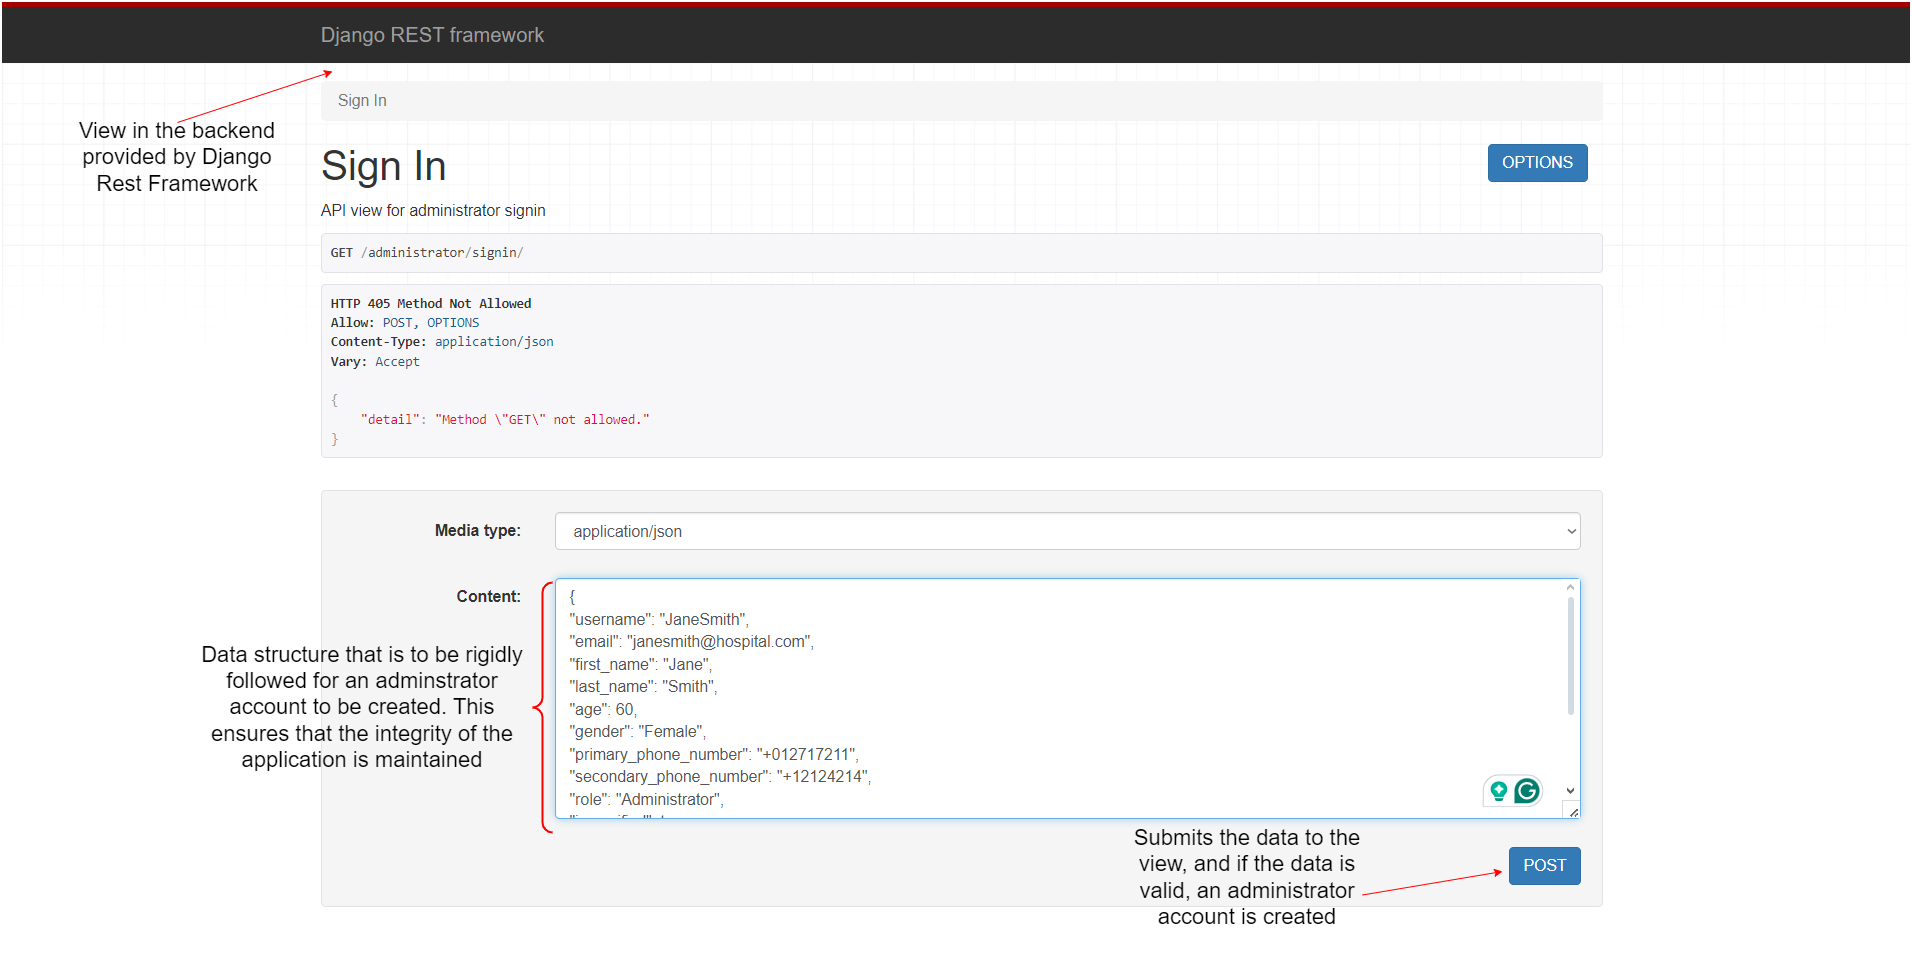 Django REST framework
Sign In
View in the backend
provided by Django
Rest Framework
Sign In
OPTIONS
API view for administrator signin
GET /administrator/signin/
HTTP 405 Method Not Allowed
Allow: POST, OPTIONS
Content-Type: application/json
Vary: Accept
{
    "detail": "Method \"GET\" not allowed."
}
Media type:
application/json
Content:
{
"username": "JaneSmith",
"email": "janesmith@hospital.com",
"first_name": "Jane",
"last_name": "Smith",
"age": 60,
"gender": "Female",
"primary_phone_number": "+012717211",
"secondary_phone_number": "+12124214",
"role": "Administrator",
Data structure that is to be rigidly
followed for an adminstrator
account to be created. This
ensures that the integrity of the
application is maintained
Submits the data to the
view, and if the data is
valid, an administrator
account is created
POST